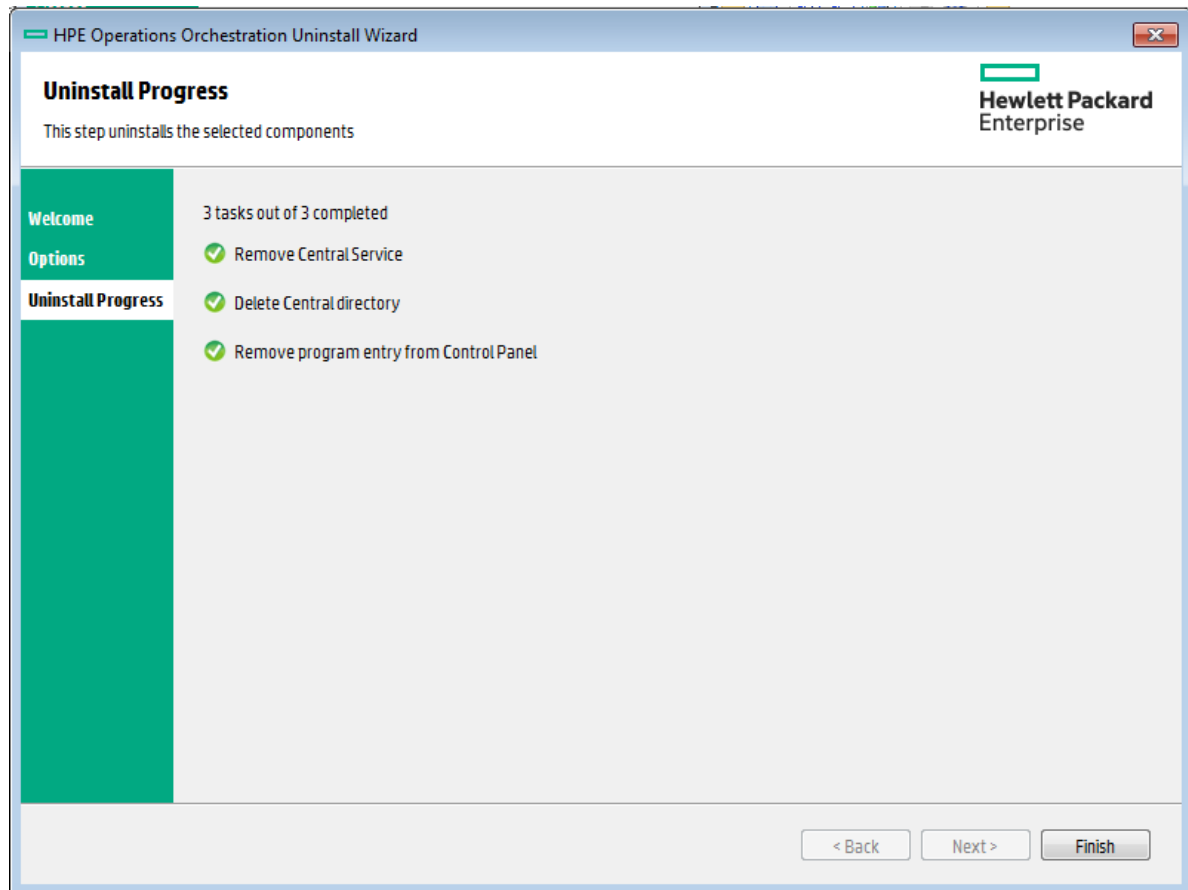 HPE Operations Orchestration Uninstall Wizard
Uninstall Progress
This step uninstalls the selected components
Hewlett Packard
Enterprise
Welcome
Options
Uninstall Progress
3 tasks out of 3 completed
Remove Central Service
Delete Central directory
Remove program entry from Control Panel
< Back
Next >
Finish